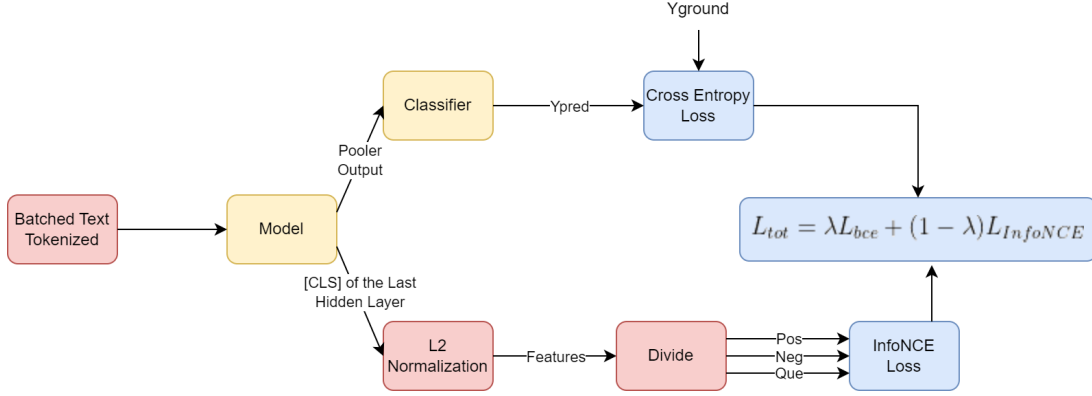 Yground
Classifier
Ypred
Cross Entropy
Loss
Pooler
Output
Batched Text
Tokenized
Model
L_{tot} = λL_{bce} + (1 − λ)L_{InfoNCE}
[CLS] of the Last
Hidden Layer
L2
Normalization
Features
Divide
Pos
Neg
Que
InfoNCE
Loss